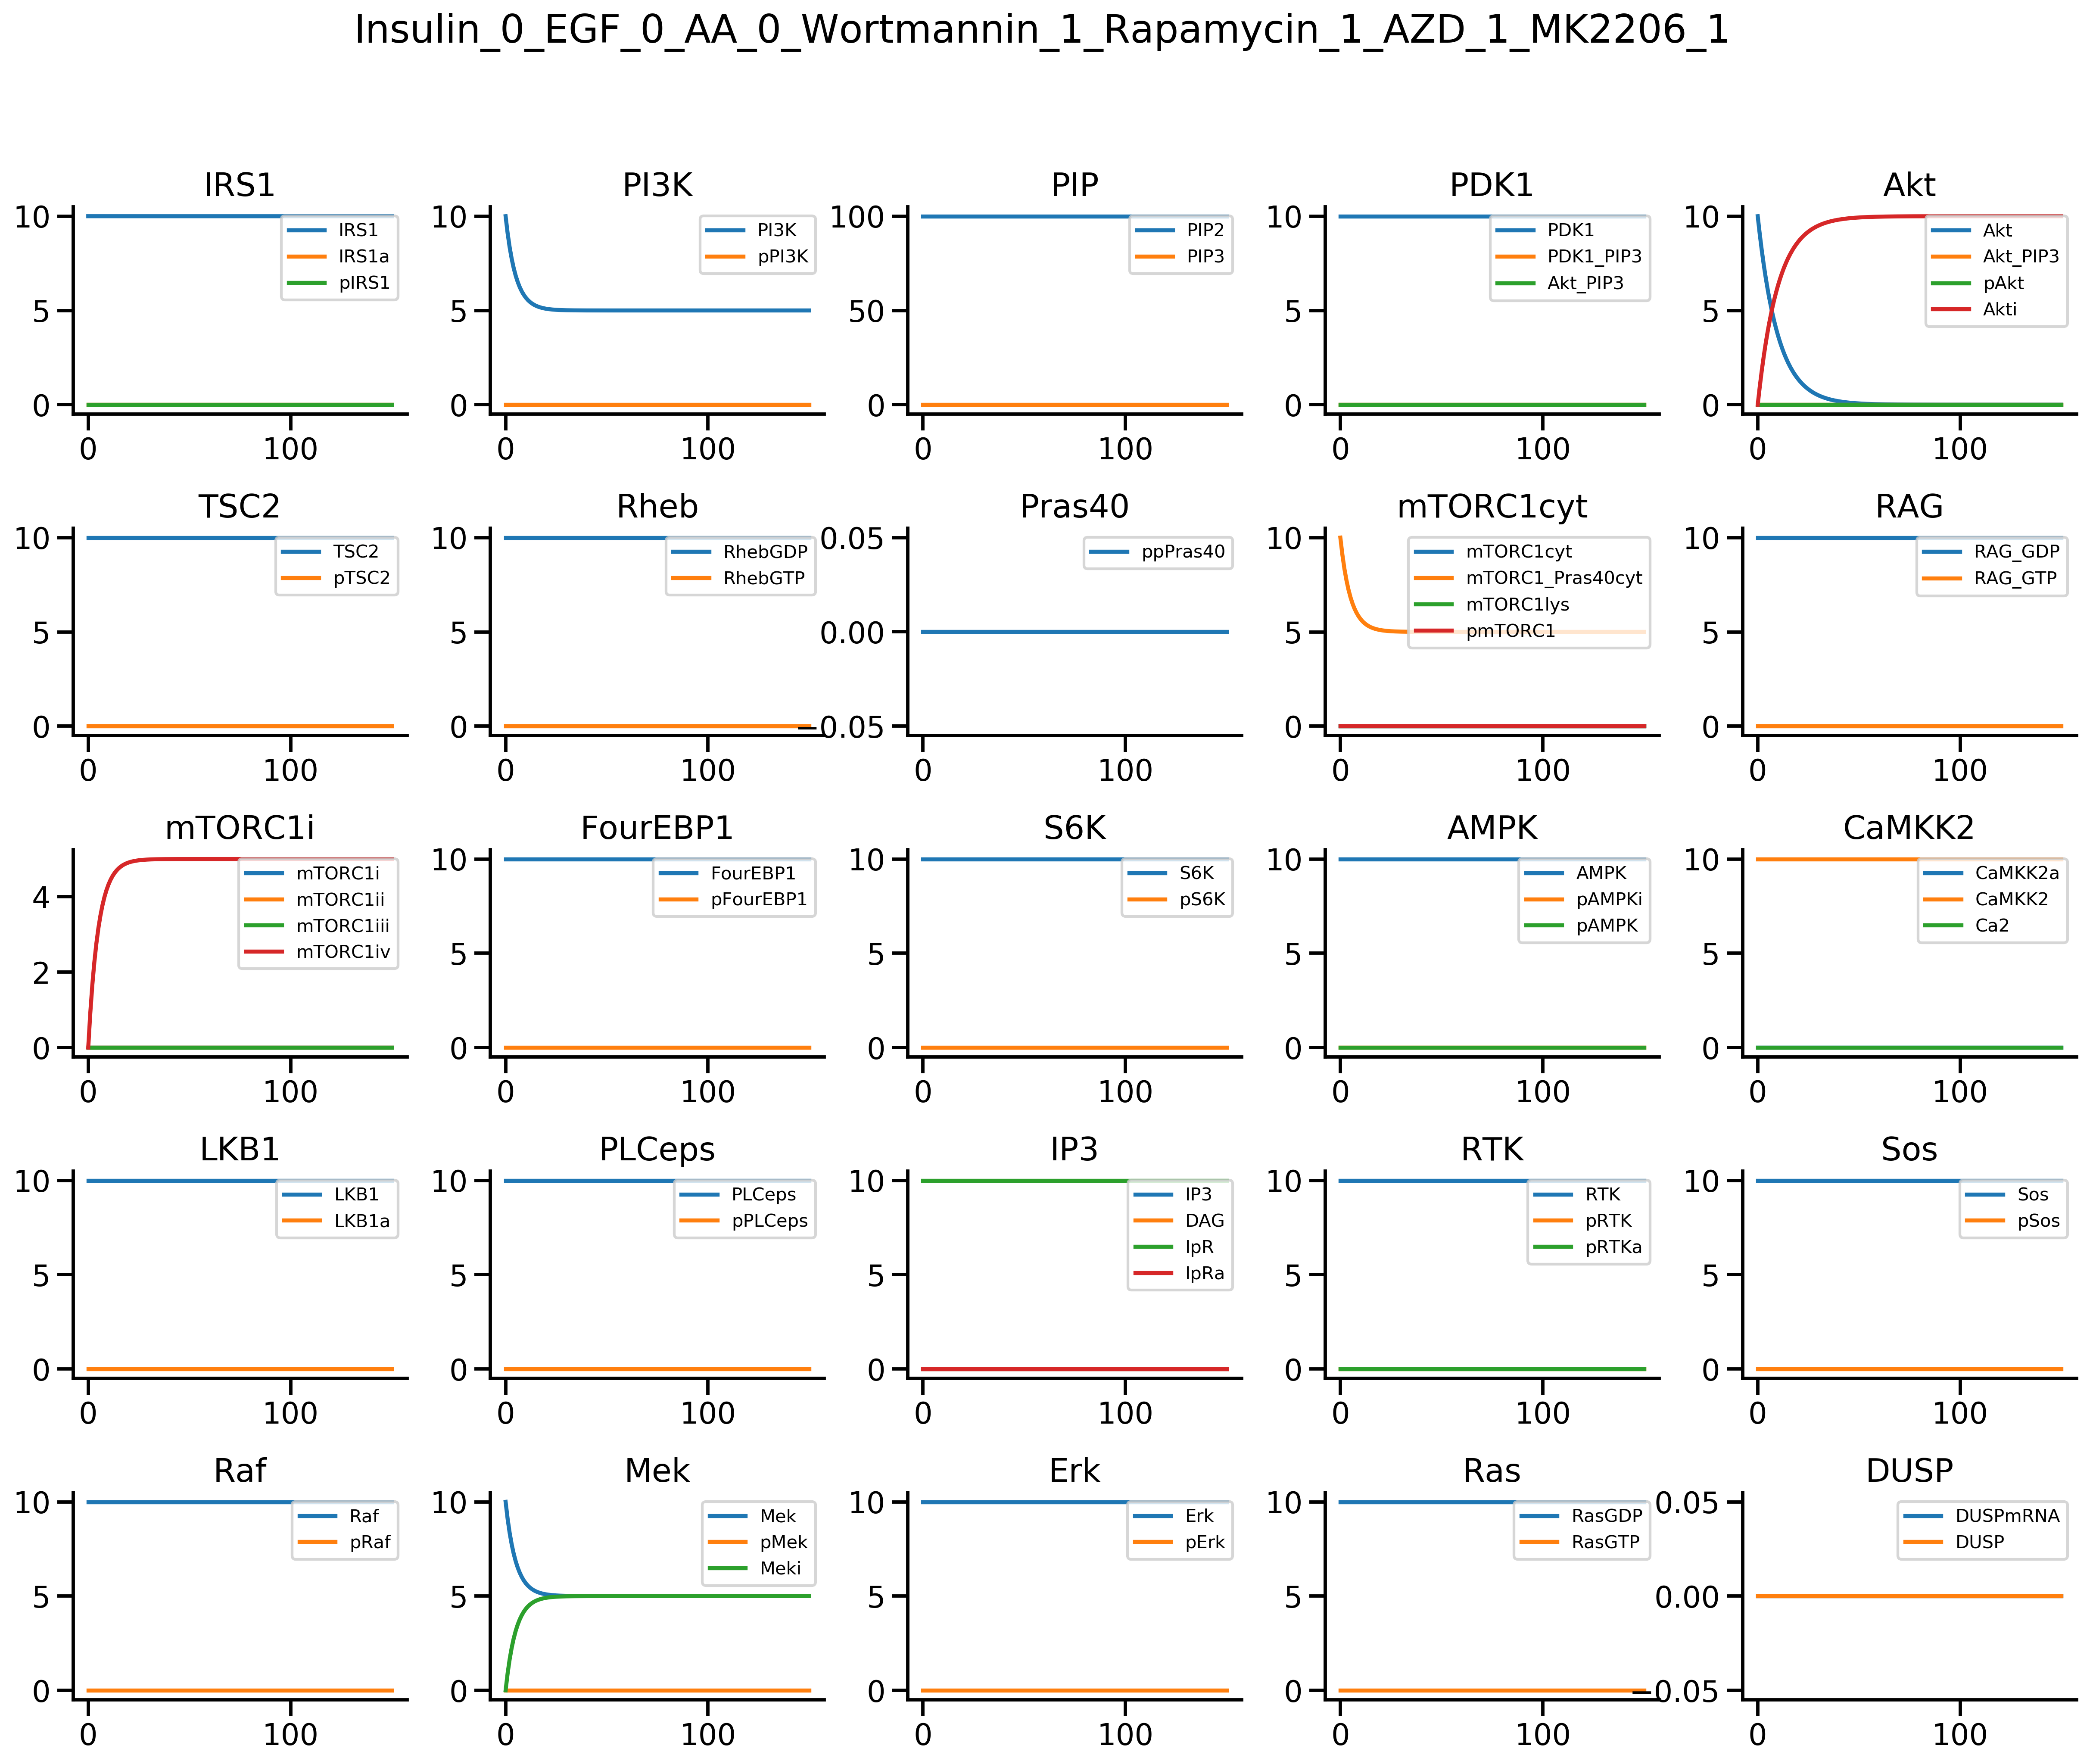 Insulin_0_EGF_0_AA_0_Wortmannin_1_Rapamycin_1_AZD_1_MK2206_1
IRS1
10
5
0
0
100
IRS1
IRS1a
pIRS1
PI3K
10
5
0
0
100
PI3K
pPI3K
PIP
100
50
0
0
100
PIP2
PIP3
PDK1
10
5
0
0
100
PDK1
PDK1_PIP3
Akt_PIP3
Akt
10
5
0
0
100
Akt
Akt_PIP3
pAkt
Akti
TSC2
10
5
0
0
100
TSC2
pTSC2
Rheb
10
5
0
0
100
RhebGDP
RhebGTP
Pras40
0.05
0.00
−0.05
0
100
ppPras40
mTORC1cyt
10
5
0
0
100
mTORC1cyt
mTORC1_Pras40cyt
mTORC1lys
pmTORC1
RAG
10
5
0
0
100
RAG_GDP
RAG_GTP
mTORC1i
4
2
0
0
100
mTORC1i
mTORC1ii
mTORC1iii
mTORC1iv
FourEBP1
10
5
0
0
100
FourEBP1
pFourEBP1
S6K
10
5
0
0
100
S6K
pS6K
AMPK
10
5
0
0
100
AMPK
pAMPKi
pAMPK
CaMKK2
10
5
0
0
100
CaMKK2a
CaMKK2
Ca2
LKB1
10
5
0
0
100
LKB1
LKB1a
PLCeps
10
5
0
0
100
PLCeps
pPLCeps
IP3
10
5
0
0
100
IP3
DAG
IpR
IpRa
RTK
10
5
0
0
100
RTK
pRTK
pRTKa
Sos
10
5
0
0
100
Sos
pSos
Raf
10
5
0
0
100
Raf
pRaf
Mek
10
5
0
0
100
Mek
pMek
Meki
Erk
10
5
0
0
100
Erk
pErk
Ras
10
5
0
0
100
RasGDP
RasGTP
DUSP
0.05
0.00
−0.05
0
100
DUSPmRNA
DUSP